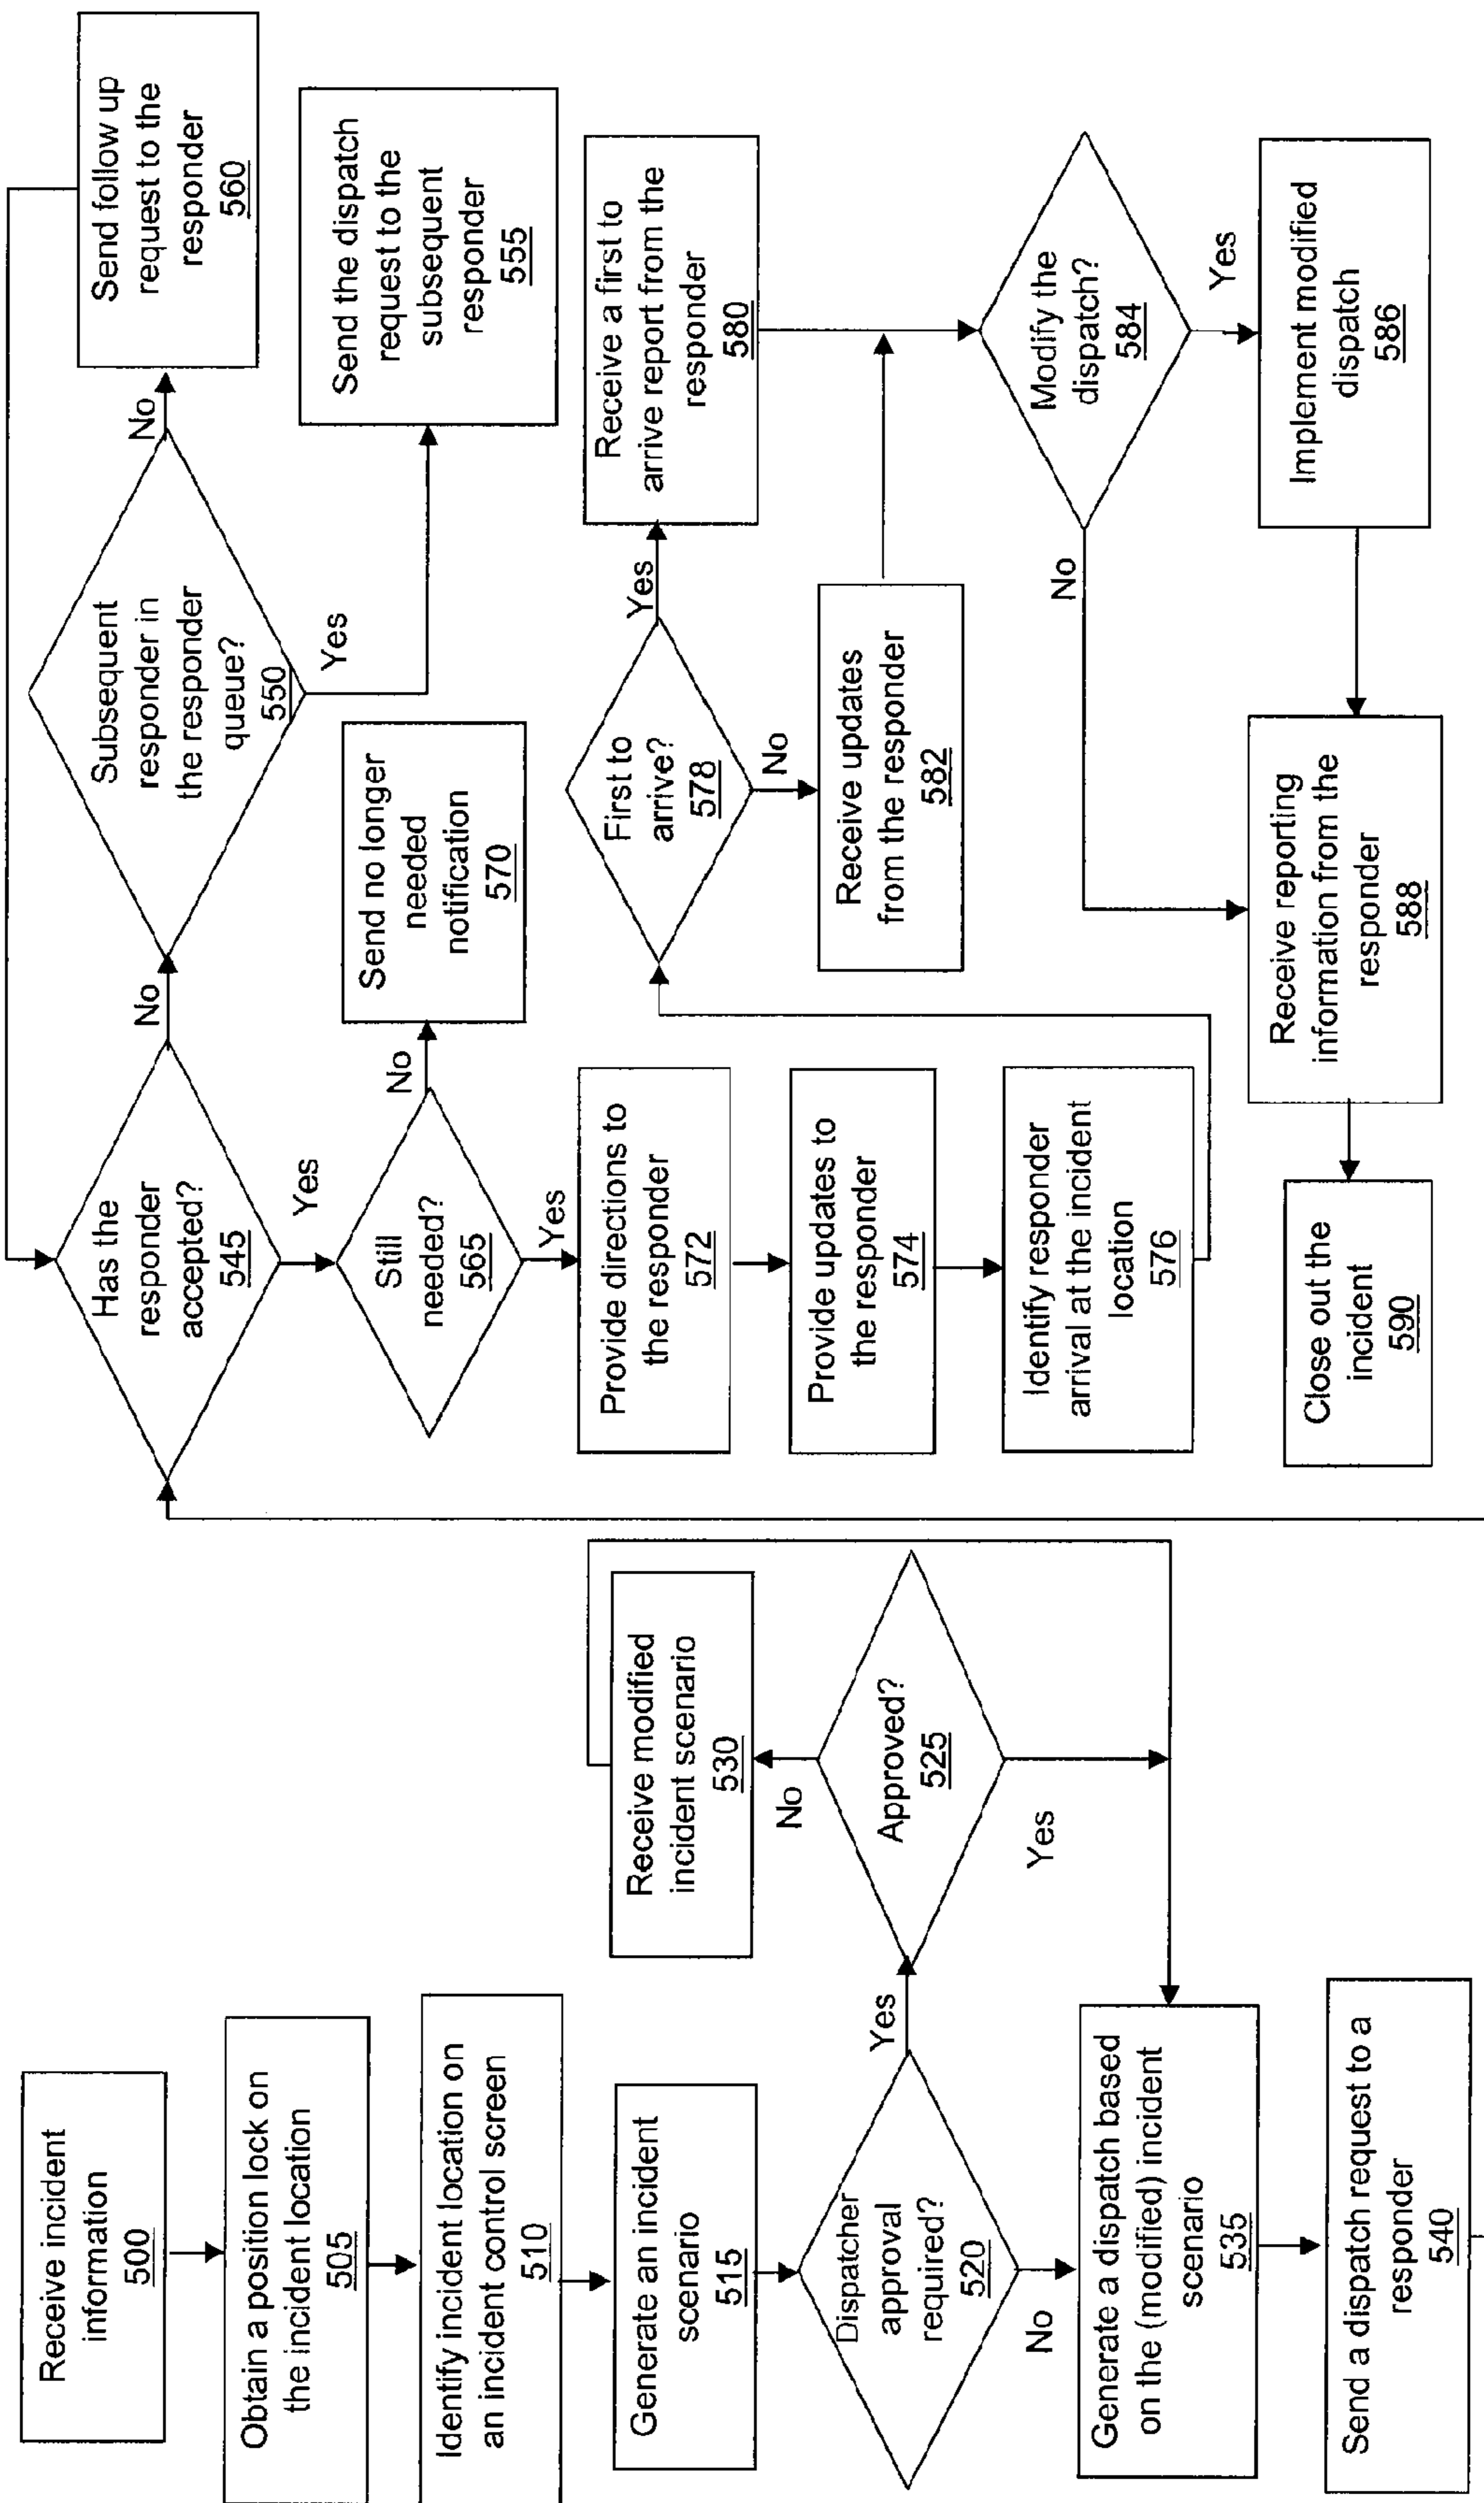 Receive incident
information
500
Obtain a position lock on
the incident location
505
Identify incident location on
an incident control screen
510
Generate an incident
scenario
515
Dispatcher
approval
required?
520
Yes
No
Approved?
525
No
Yes
Receive modified
incident scenario
530
Generate a dispatch based
on the (modified) incident
scenario
535
Send a dispatch request to a
responder
540
Has the
responder
accepted?
545
No
Yes
Subsequent
responder in
the responder
queue?
550
No
Yes
Send follow up
request to the
responder
560
Send the dispatch
request to the
subsequent
responder
555
Still
needed?
565
No
Yes
Send no longer
needed
notification
570
Provide directions to
the responder
572
Provide updates to
the responder
574
Identify responder
arrival at the incident
location
576
First to
arrive?
578
Yes
No
Receive a first to
arrive report from the
responder
580
Receive updates
from the responder
582
Modify the
dispatch?
584
No
Yes
Implement modified
dispatch
586
Receive reporting
information from the
responder
588
Close out the
incident
590